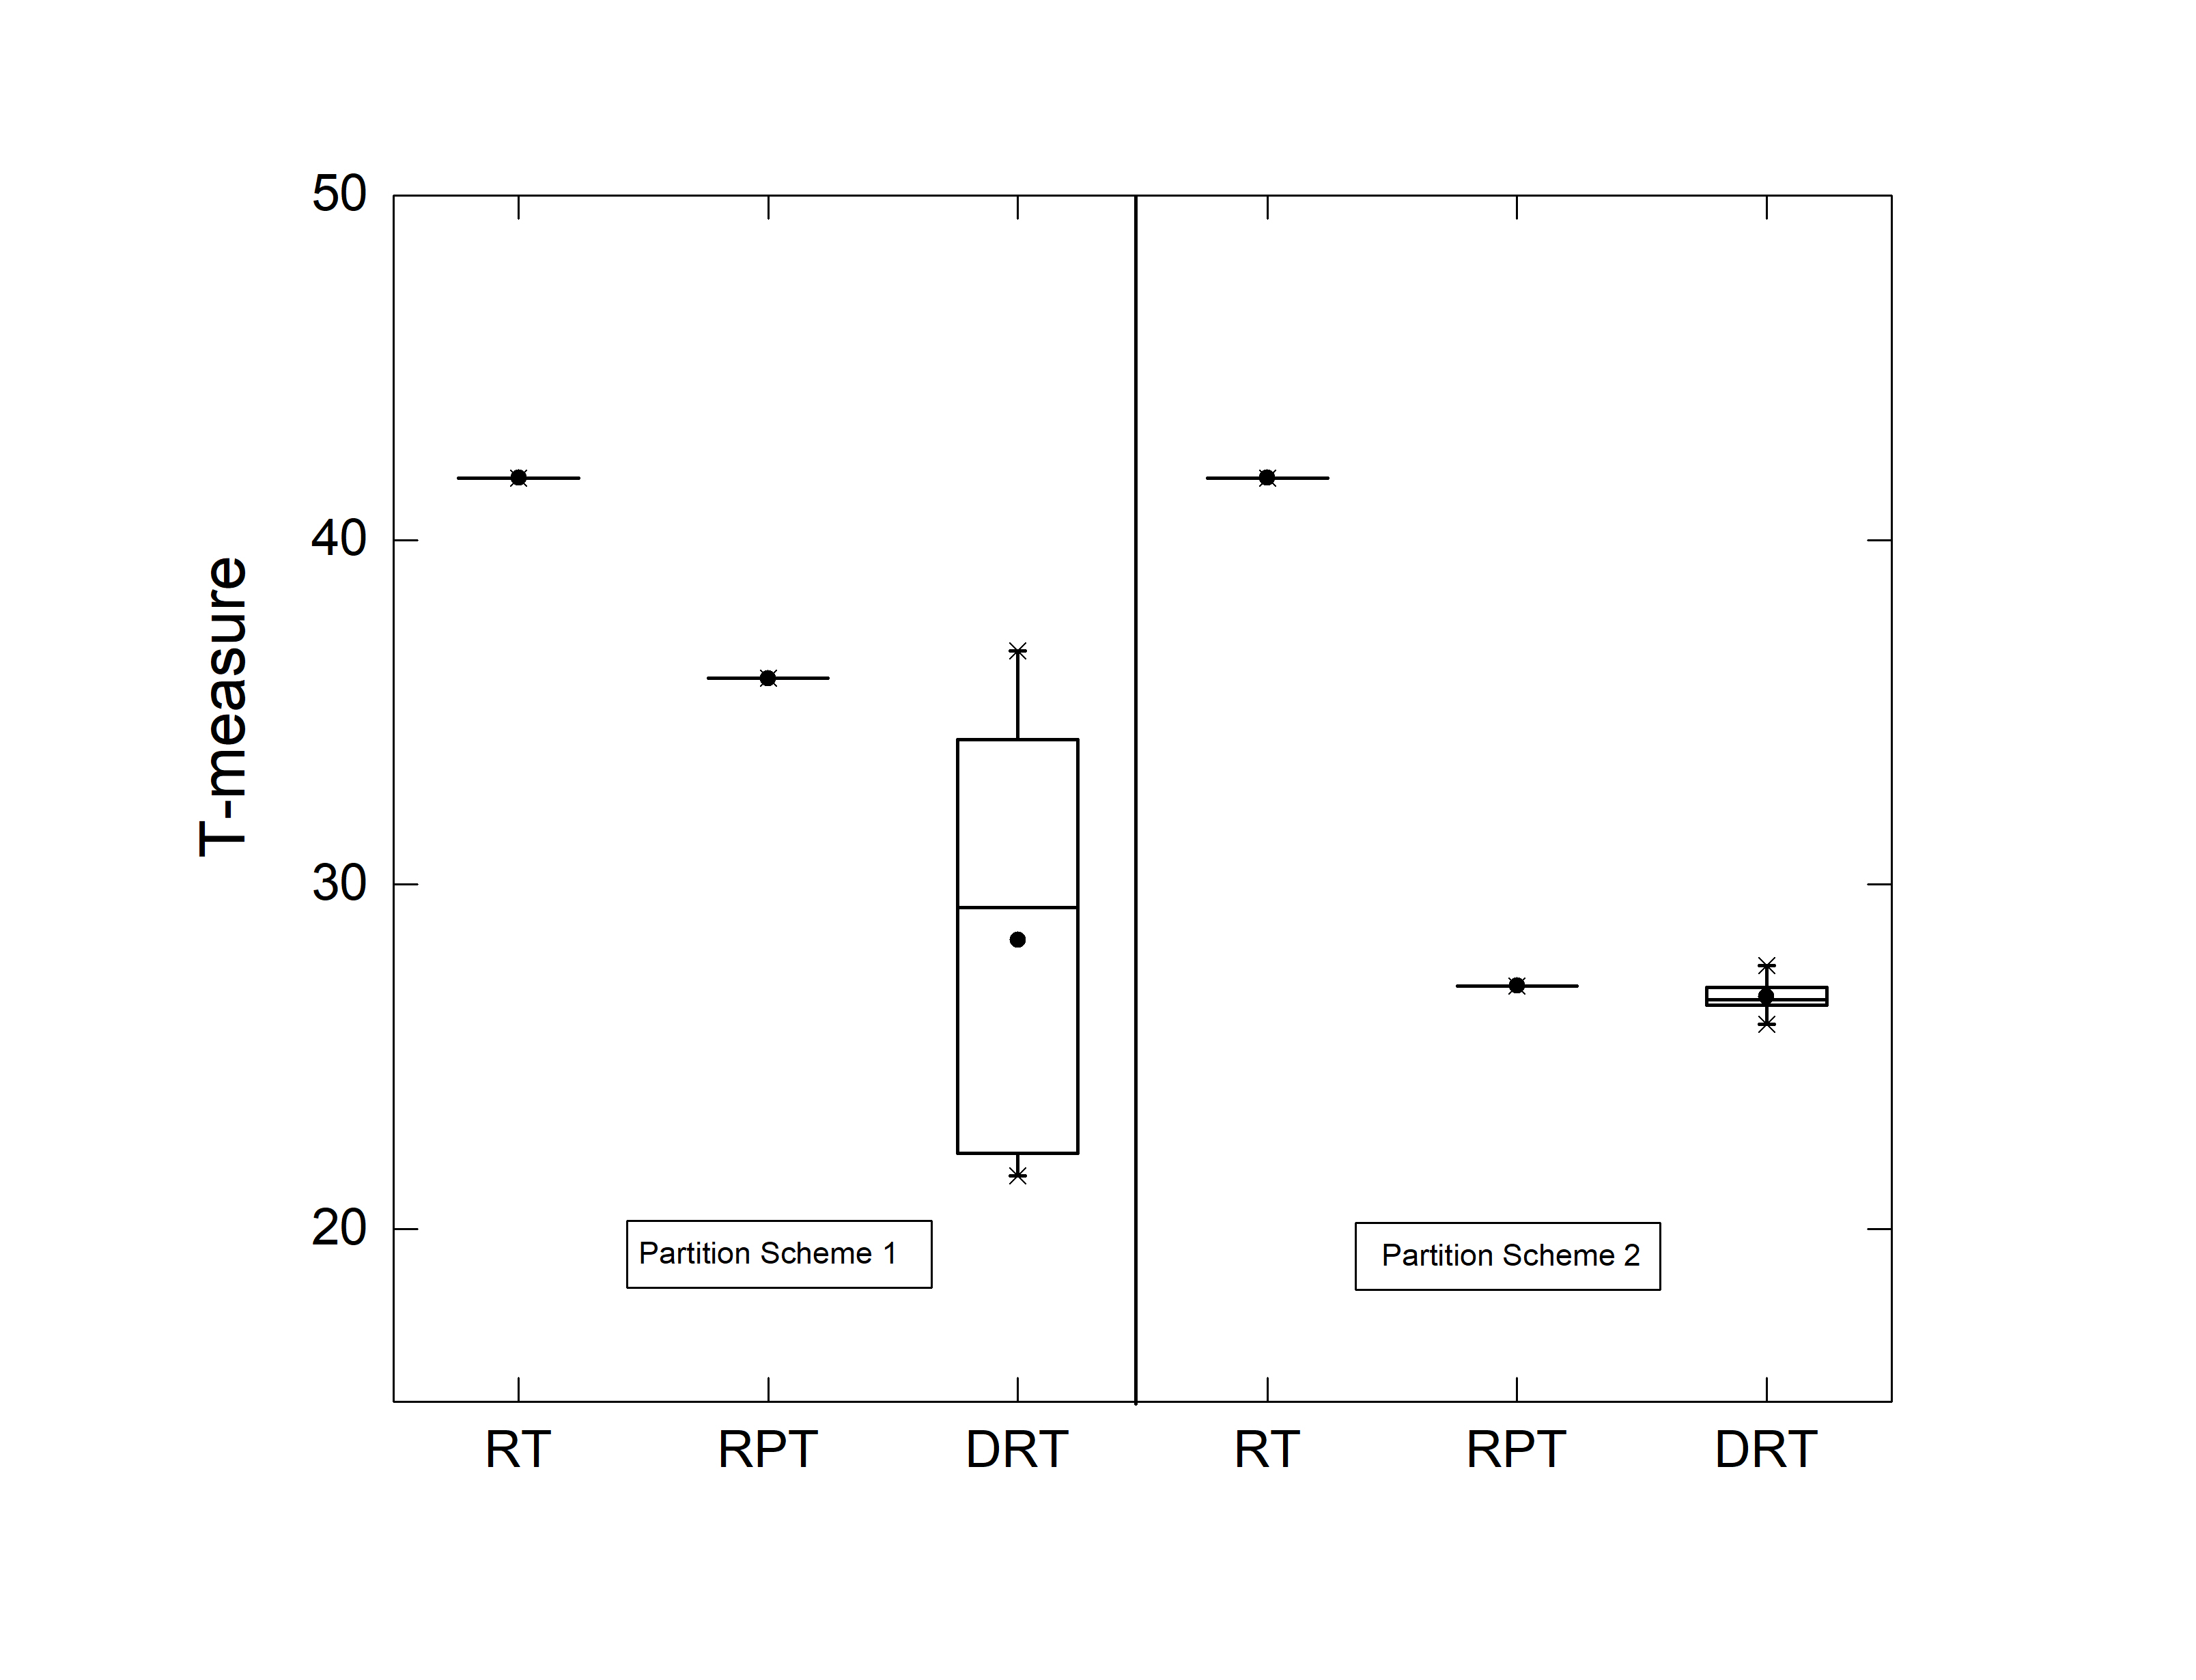 T-measure
50
40
30
20
Partition Scheme 1
Partition Scheme 2
RT RPT DRT RT RPT DRT